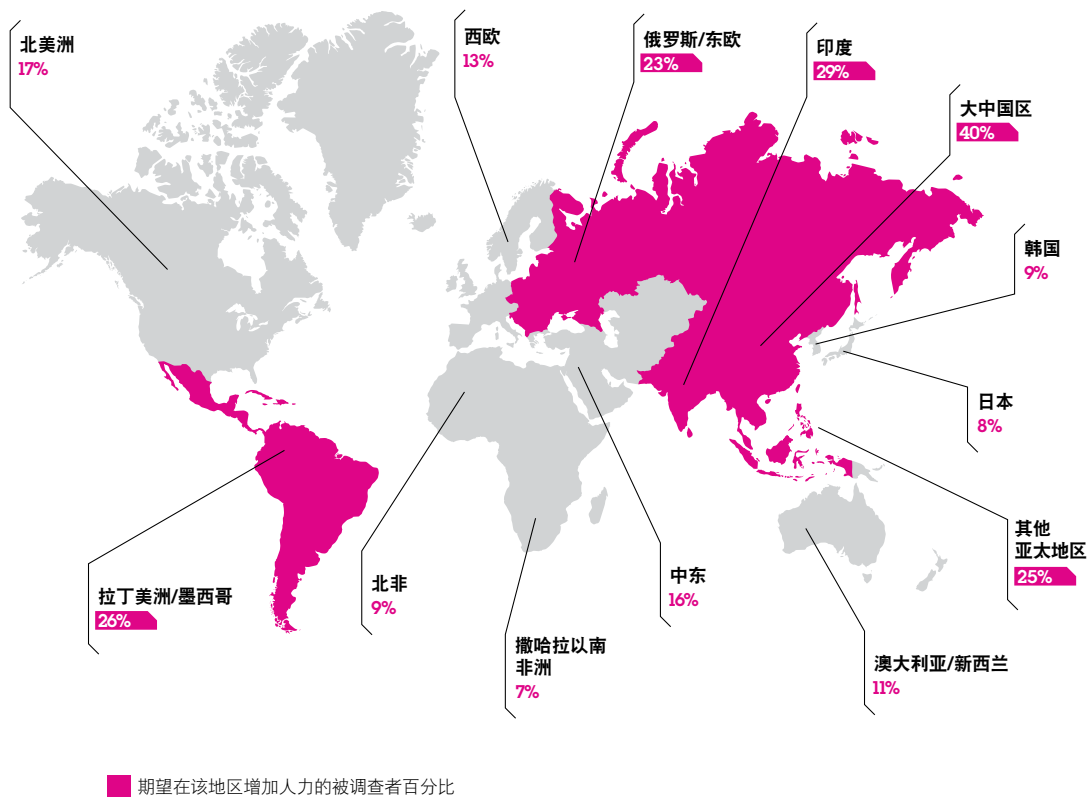 北美洲
17%
西欧
13%
俄罗斯/东欧
23%
印度
29%
大中国区
40%
韩国
9%
日本
8%
其他
亚太地区
25%
拉丁美洲/墨西哥
26%
北非
9%
撒哈拉以南
非洲
7%
中东
16%
澳大利亚/新西兰
11%
期望在该地区增加人力的被调查者百分比